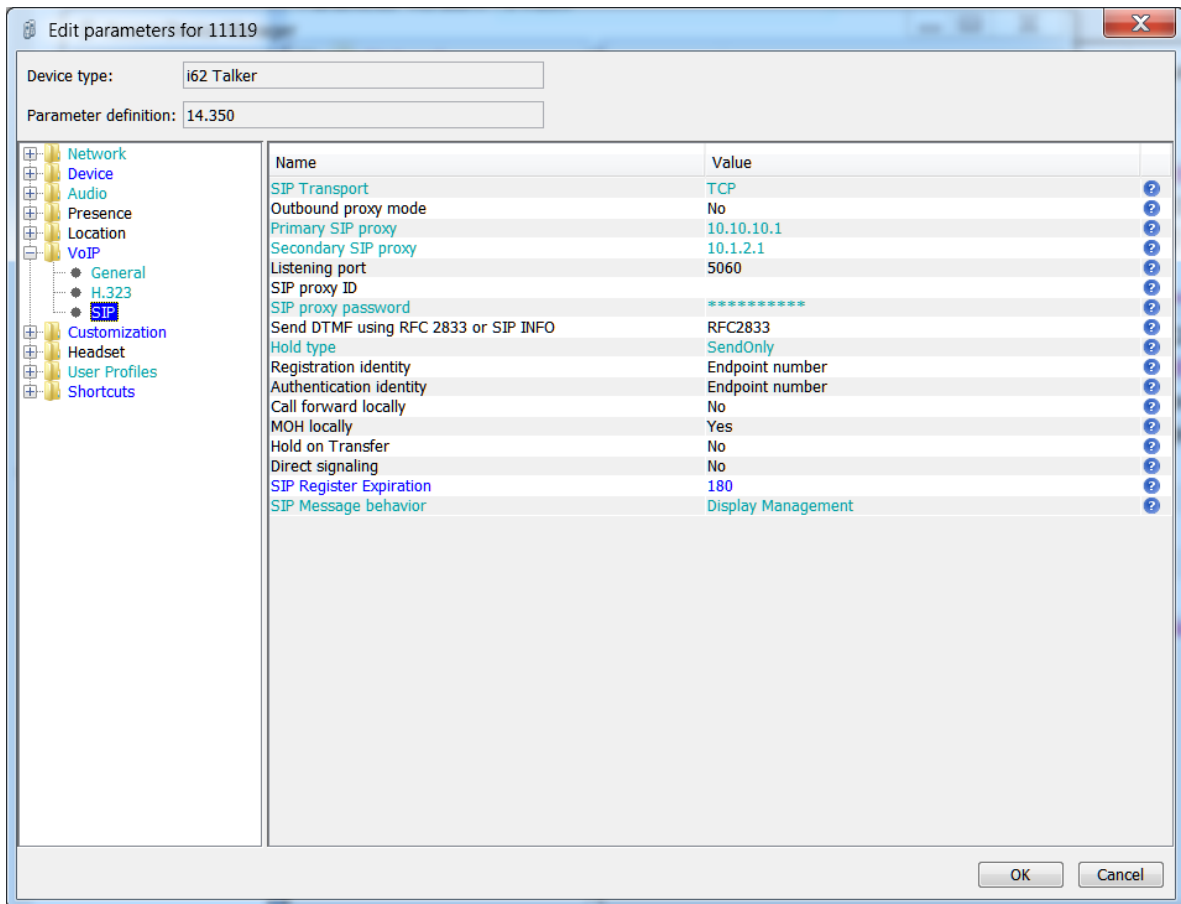 Edit parameters for 11119
Device type: i62 Talker
Parameter definition: 14.350
Network
Device
Audio
Presence
Location
VoIP
General
H.323
SIP
Customization
Headset
User Profiles
Shortcuts
Name Value
SIP Transport TCP
Outbound proxy mode No
Primary SIP proxy 10.10.10.1
Secondary SIP proxy 10.1.2.1
Listening port 5060
SIP proxy ID
SIP proxy password **********
Send DTMF using RFC 2833 or SIP INFO RFC2833
Hold type SendOnly
Registration identity Endpoint number
Authentication identity Endpoint number
Call forward locally No
MOH locally Yes
Hold on Transfer No
Direct signaling No
SIP Register Expiration 180
SIP Message behavior Display Management
OK Cancel